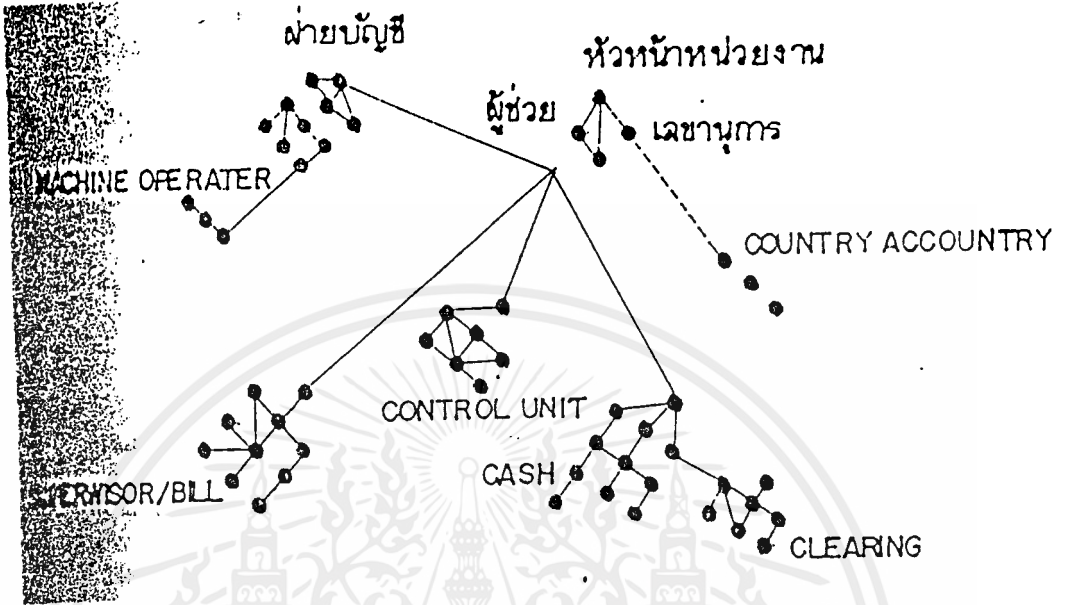 ฝ่ายบัญชี
หัวหน้าหน่วยงาน
ผู้ช่วย
เลขานุการ
MACHINE OPERATER
COUNTRY ACCOUNTRY
CONTROL UNIT
CASH
/BILL
CLEARING